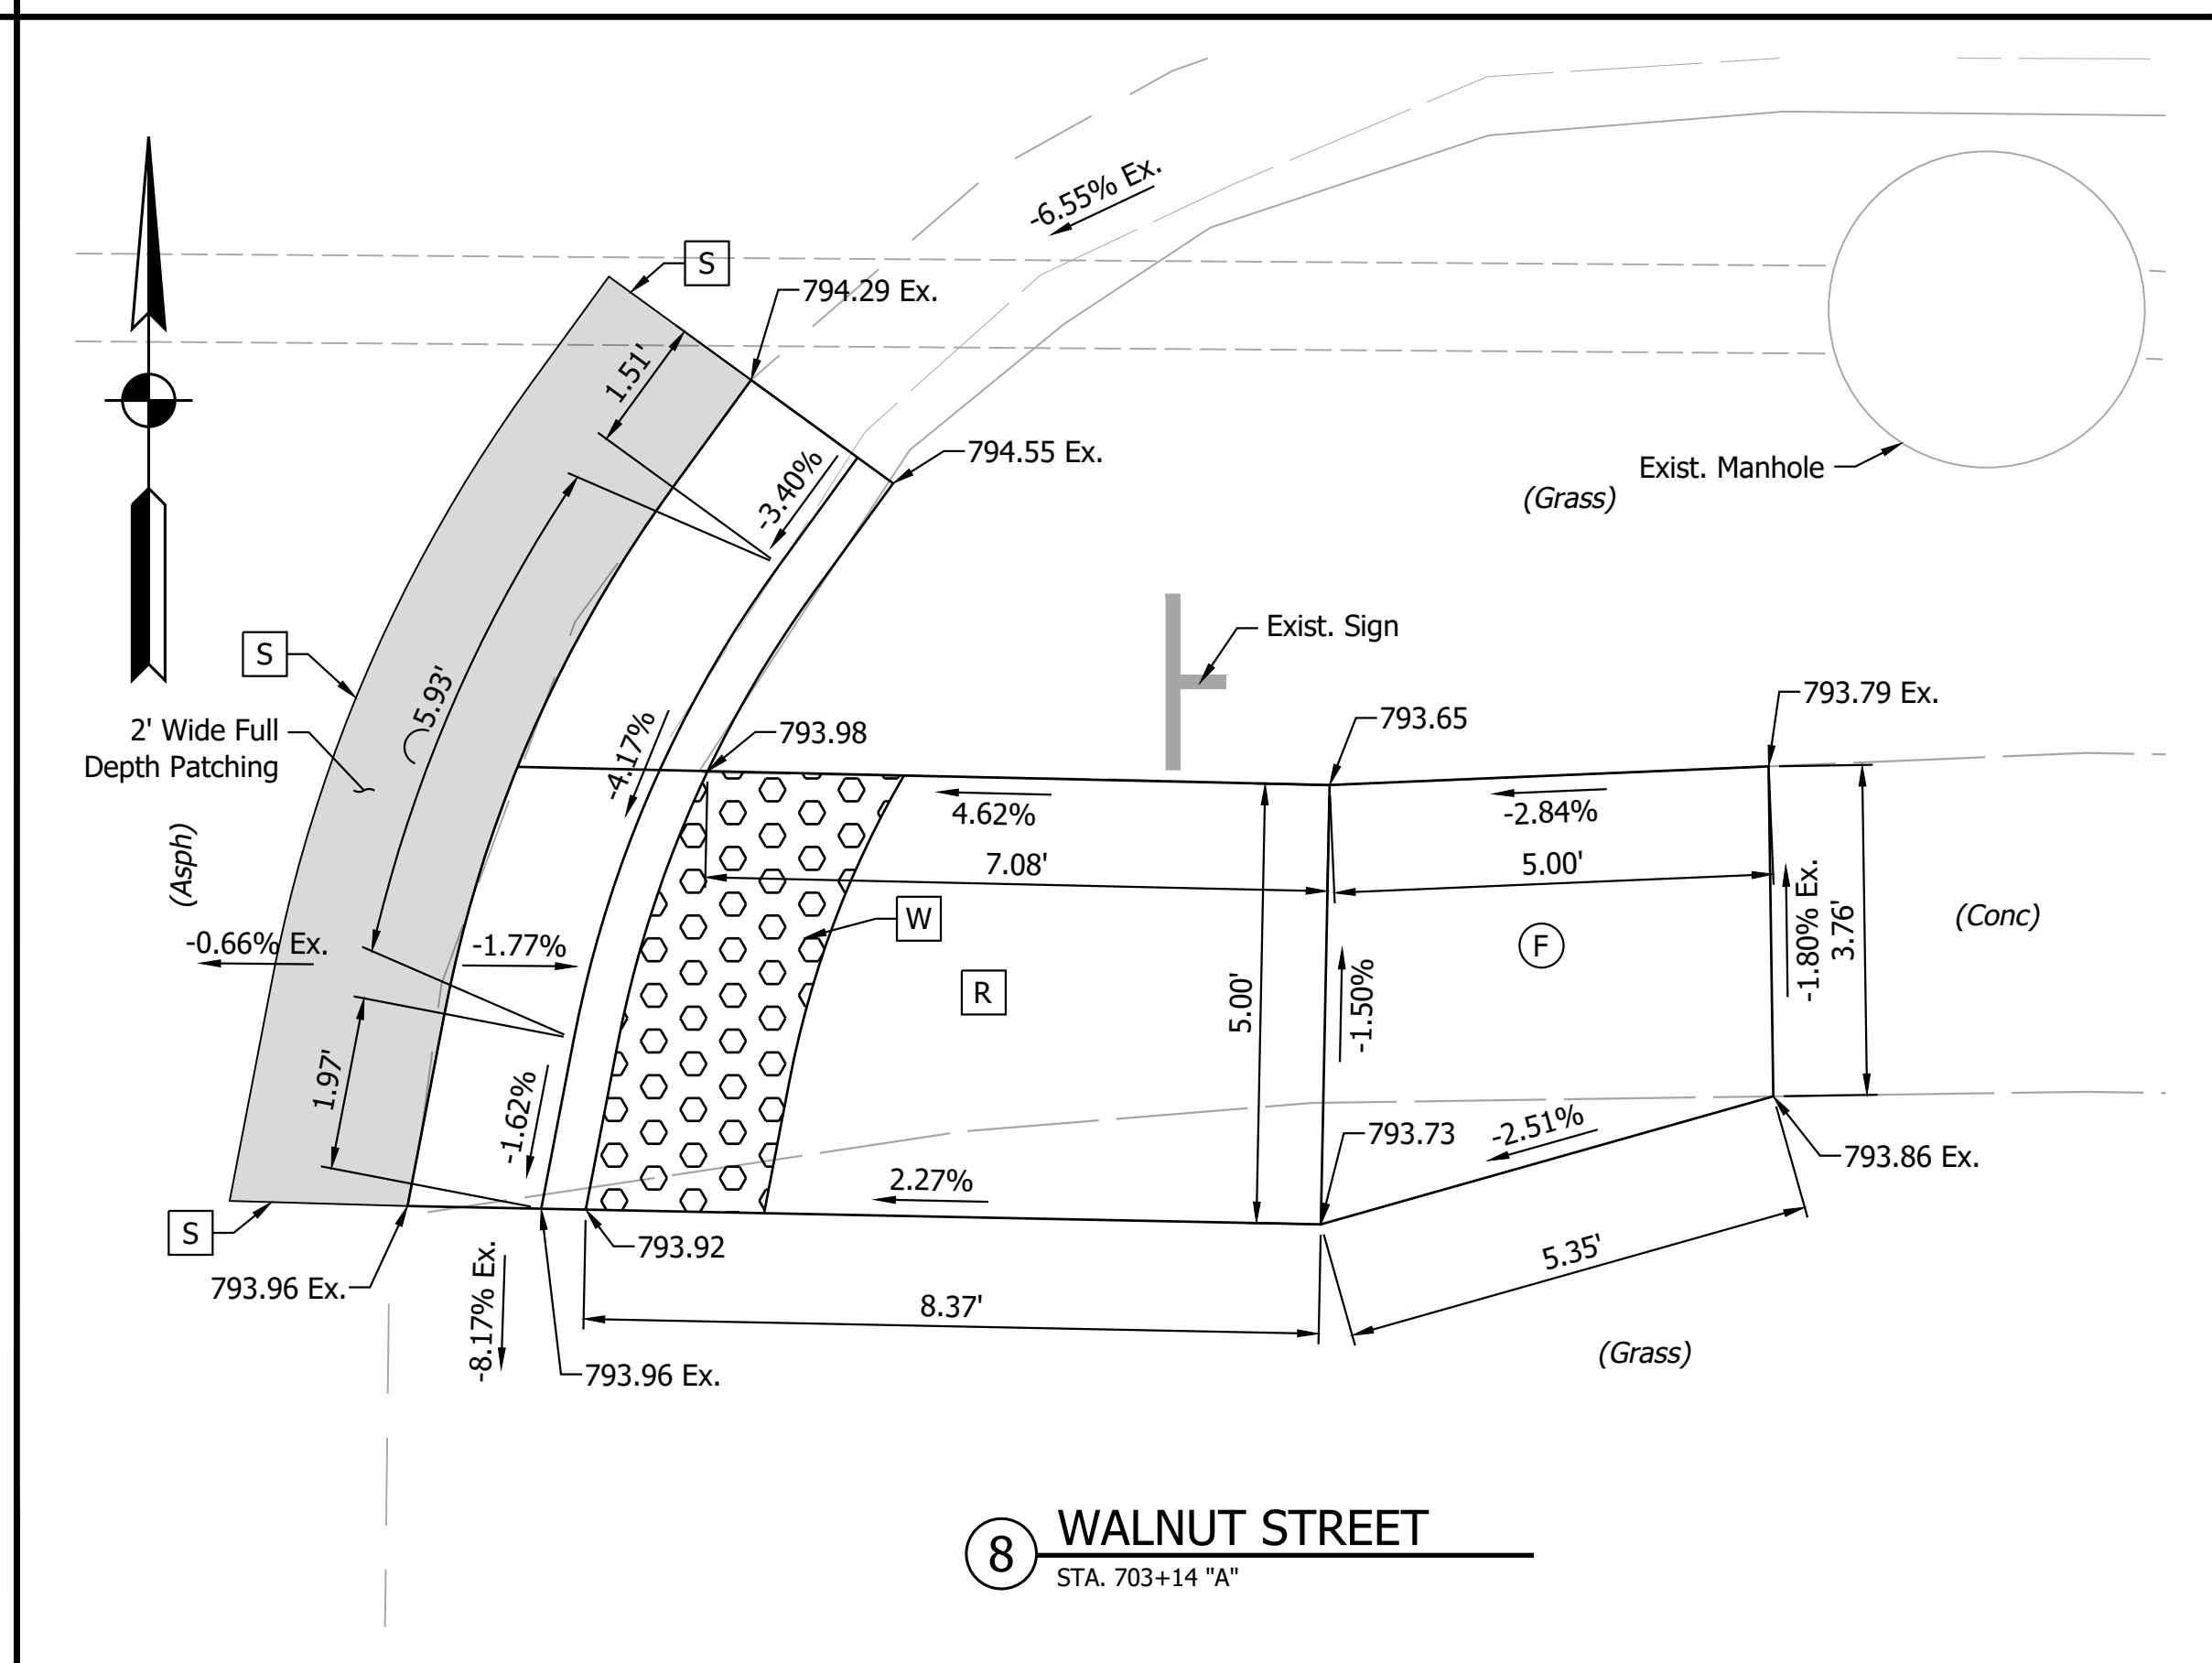 -6.55% Ex.
S
794.29 Ex.
1.51'
794.55 Ex.
-3.40%
Exist. Manhole
(Grass)
Exist. Sign
S
5.93'
2' Wide Full
Depth Patching
-4.17%
793.98
793.65
793.79 Ex.
4.62%
-2.84%
7.08'
5.00'
(Asph)
-1.80% Ex.
3.76'
W
(Conc)
-0.66% Ex.
-1.77%
F
R
5.00'
-1.50%
1.97'
-1.62%
793.73
-2.51%
793.86 Ex.
2.27%
S
793.92
793.96 Ex.
5.35'
8.37'
-8.17% Ex.
(Grass)
793.96 Ex.
8
WALNUT STREET
STA. 703+14 "A"